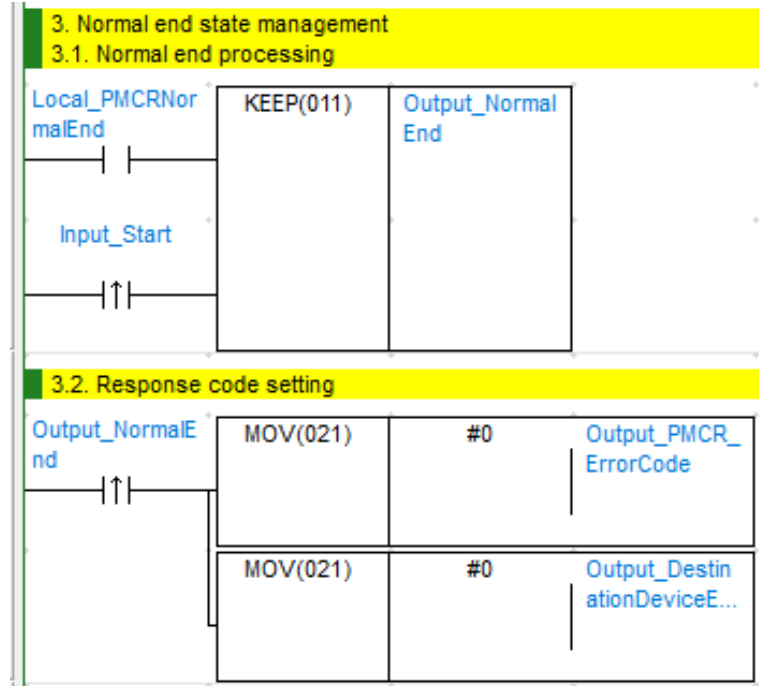 3. Normal end state management
3.1. Normal end processing
Local_PMCRNor
malEnd
KEEP(011)
Output_Normal
End
Input_Start
3.2. Response code setting
Output_NormalE
nd
MOV(021)
#0
Output_PMCR_
ErrorCode
MOV(021)
#0
Output_Destin
ationDeviceE...